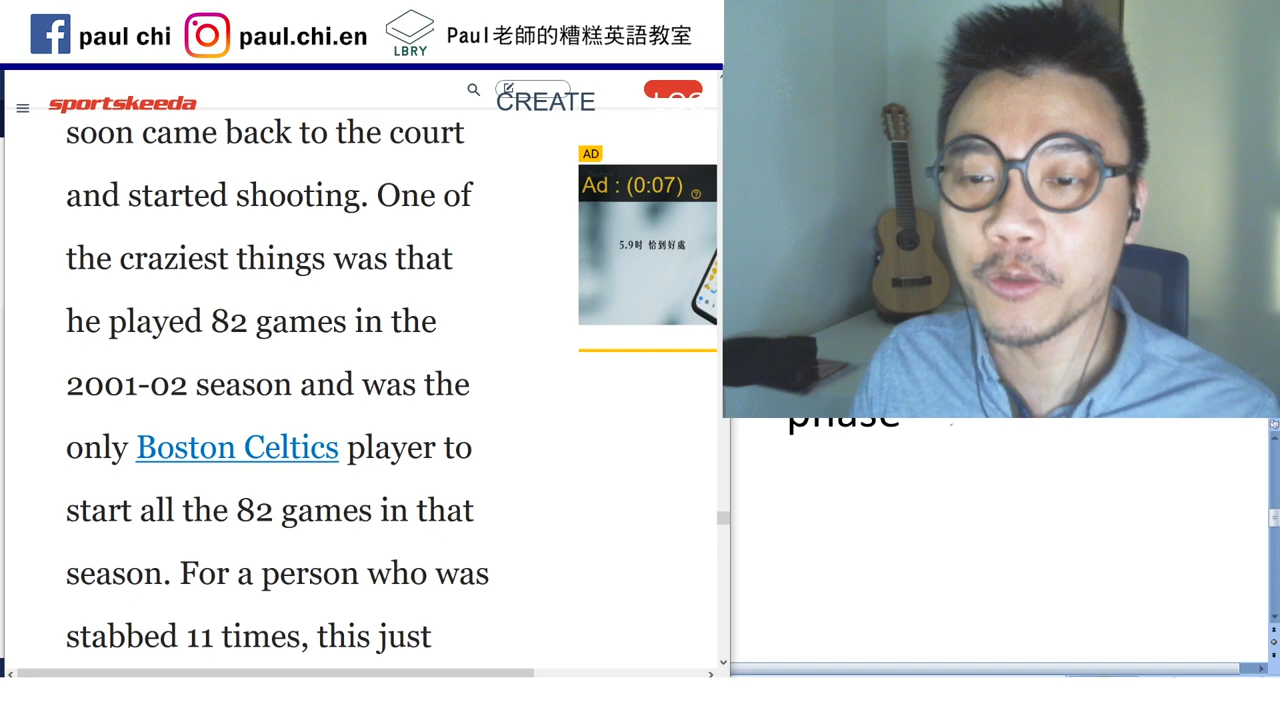 paul chi
paul.chi.en
LBRY
Paul老師的糟糕英語教室
sportskeeda
CREATE
soon came back to the court
and started shooting. One of
the craziest things was that
he played 82 games in the
2001-02 season and was the
only Boston Celtics player to
start all the 82 games in that
season. For a person who was
stabbed 11 times, this just
AD
Ad : (0:07)
5.9吋 恰到好處
phase